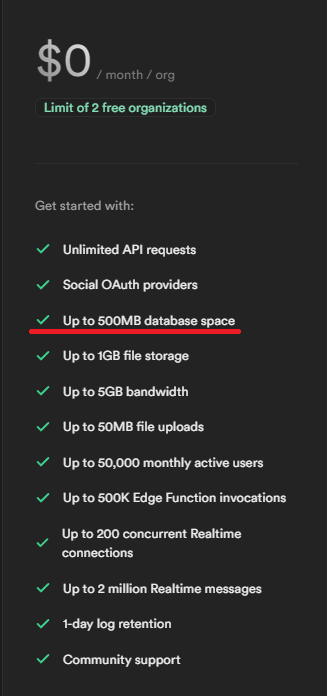 $0 / month / org
Limit of 2 free organizations
Get started with:
Unlimited API requests
Social OAuth providers
Up to 500MB database space
Up to 1GB file storage
Up to 5GB bandwidth
Up to 50MB file uploads
Up to 50,000 monthly active users
Up to 500K Edge Function invocations
Up to 200 concurrent Realtime
connections
Up to 2 million Realtime messages
1-day log retention
Community support